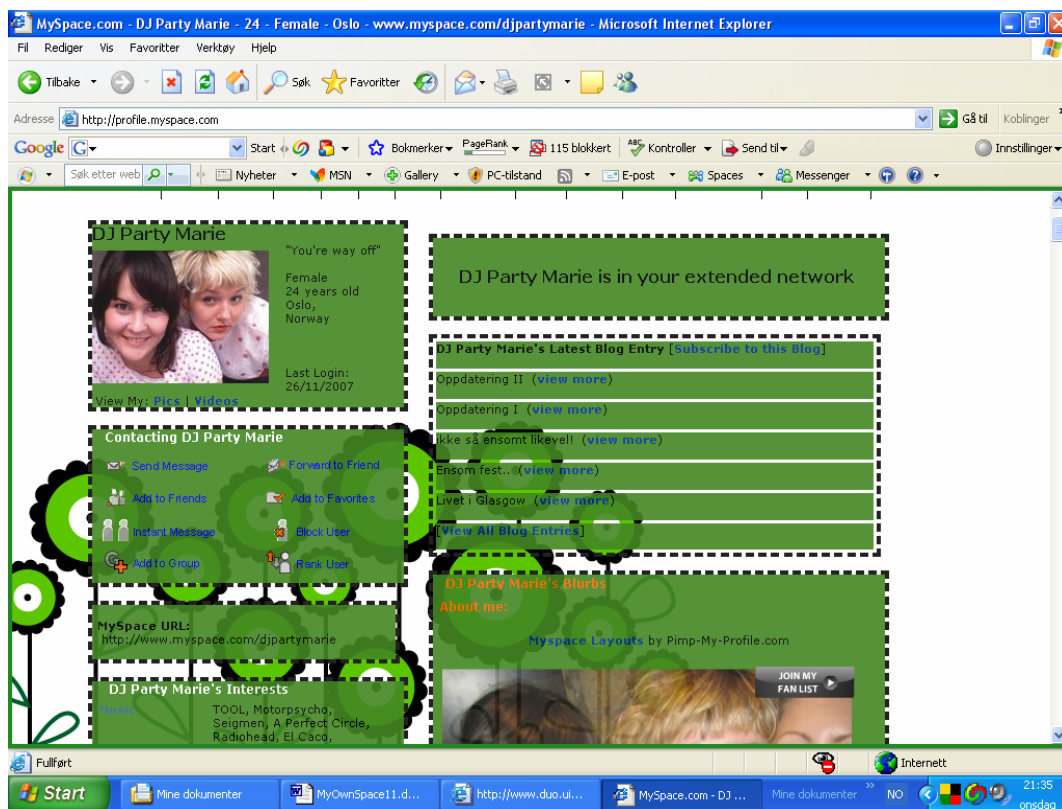 MySpace.com - DJ Party Marie - 24 - Female - Oslo - www.myspace.com/djpartymarie - Microsoft Internet Explorer
Fil Rediger Vis Favoritter Verktøy Hjelp
Tilbake Søk Favoritter
Adresse http://profile.myspace.com Gå til Koblinger
Google G Start Bokmerker PageRank 115 blokkert ABC Kontroller Send til Innstillinger
Søk etter web Nyheter MSN Gallery PC-tilstand E-post Spaces Messenger
DJ Party Marie
"You're way off"
Female
24 years old
Oslo,
Norway
Last Login:
26/11/2007
View My: Pics | Videos
Contacting DJ Party Marie
Send Message Forward to Friend
Add to Friends Add to Favorites
Instant Message Block User
Add to Group Rank User
MySpace URL:
http://www.myspace.com/djpartymarie
DJ Party Marie's Interests
Music TOOL, Motorpsycho,
Seigmen, A Perfect Circle,
Radiohead, El Caco,
DJ Party Marie is in your extended network
DJ Party Marie's Latest Blog Entry [Subscribe to this Blog]
Oppdatering II (view more)
Oppdatering I (view more)
ikke så ensomt likevel! (view more)
Ensom fest.. (view more)
Livet i Glasgow (view more)
[View All Blog Entries]
DJ Party Marie's Blurbs
About me:
Myspace Layouts by Pimp-My-Profile.com
JOIN MY
FAN LIST
Fullført Internett
Start Mine dokumenter MyOwnSpace11.d... http://www.duo.ui... MySpace.com - DJ ... Mine dokumenter » NO 21:35
onsdag